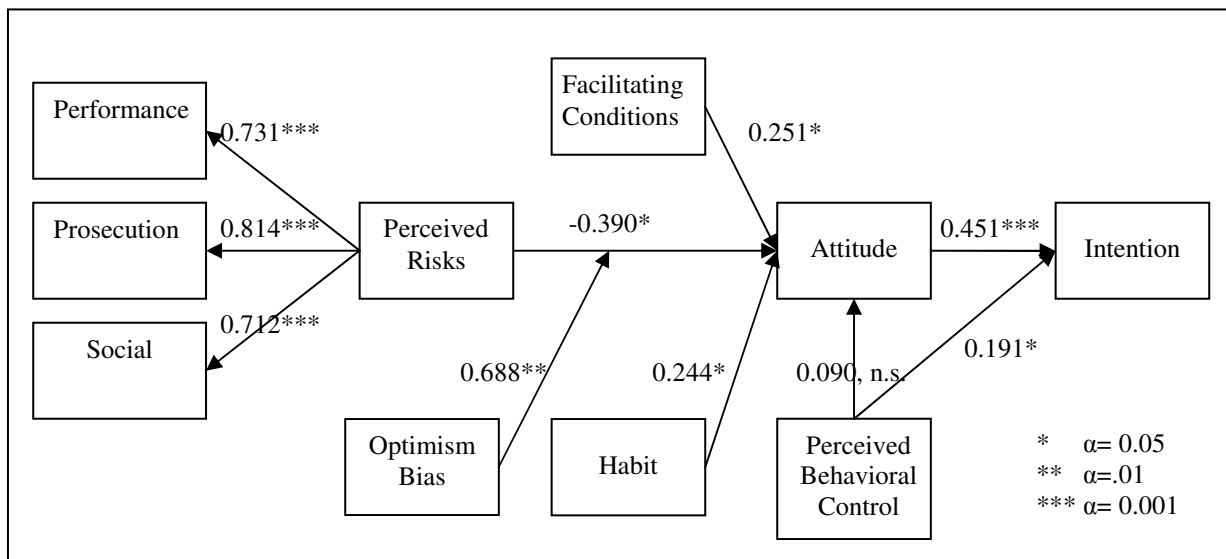 Performance
0.731***
Prosecution
0.814***
Social
0.712***
Perceived
Risks
-0.390*
Facilitating
Conditions
0.251*
Attitude
0.451***
Intention
0.688**
Optimism
Bias
0.244*
Habit
0.090, n.s.
0.191*
Perceived
Behavioral
Control
* α= 0.05
** α=.01
*** α= 0.001